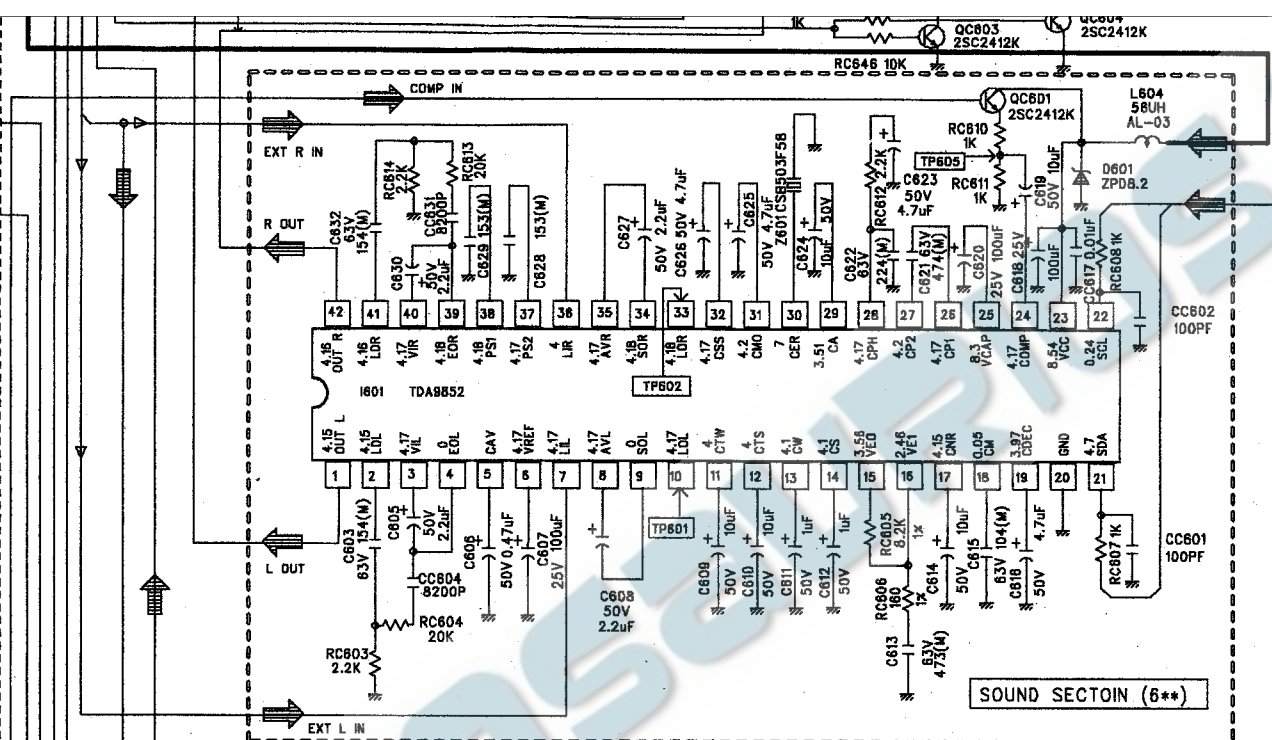 1K
QC603
2SC2412K
QC604
2SC2412K
RC646 10K
COMP IN
QC601
2SC2412K
L604
56UH
AL-03
EXT R IN
RC610
1K
TP605
RC611
1K
C619
50V 10uF
D601
ZPD8.2
R OUT
C632
63V
154(M)
RC614
2.2K
RC613
20K
CC631
8200P
C630
50V
2.2uF
C629 153(M)
153(M)
C628
C627
50V 2.2uF
C626 50V 4.7uF
C625
50V 4.7uF
Z601 CSB503F58
C624
10uF 50V
RC612 2.2K
C623
50V
4.7uF
C622
63V
224(M)
C621 63V
474(M)
C620
25V 100uF
C618 25V
100uF
CC617 0.01uF
RC608 1K
CC602
100PF
42 41 40 39 38 37 36 35 34 33 32 31 30 29 28 27 26 25 24 23 22
4.16 OUT R
4.16 LDR
4.17 VIR
4.18 EOR
4.18 PS1
4.17 PS2
4 LIR
4.17 AVR
4.18 SOR
4.18 LOR
4.17 CSS
4.2 CMO
7 CER
3.51 CA
4.17 CPH
4.2 CP2
4.17 CP1
8.3 VCAP
4.17 COMP
8.54 VCC
0.24 SCL
I601 TDA9852
TP602
4.15 OUT L
4.15 LDL
4.17 VIL
0 EOL
CAV
4.17 VREF
4.17 LIL
4.17 AVL
0 SOL
4.17 LOL
4 CTW
4 CTS
4.1 CW
4.1 CS
3.56 VEO
2.46 VE1
4.15 CNR
0.05 CM
3.97 CDEC
GND
4.7 SDA
1 2 3 4 5 6 7 8 9 10 11 12 13 14 15 16 17 18 19 20 21
TP601
L OUT
C603
63V 154(M)
C605
50V
2.2uF
CC604
8200P
RC604
20K
RC603
2.2K
C606
50V 0.47uF
C607
25V 100uF
C608
50V
2.2uF
C609
50V 10uF
C610
50V 10uF
C611
50V 1uF
C612
50V 1uF
RC605
8.2K
1%
RC606
160
1%
C613
63V
473(M)
C614
50V 10uF
C615
63V 104(M)
C616
50V 4.7uF
RC607 1K
CC601
100PF
EXT L IN
SOUND SECTOIN (6**)